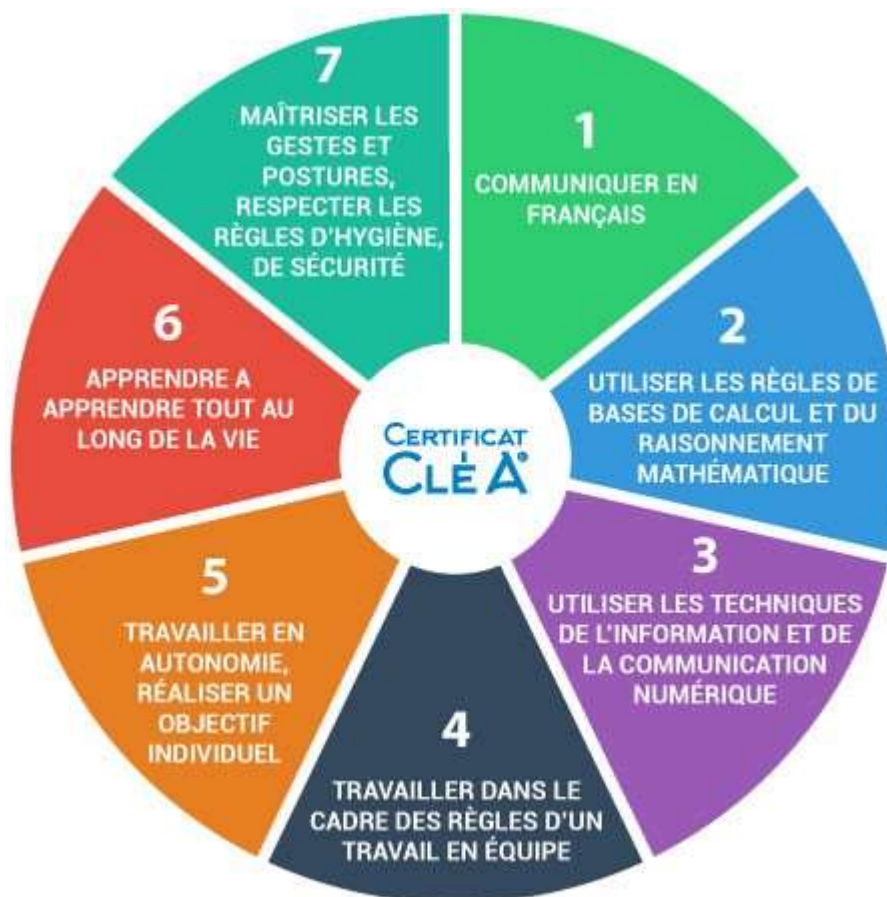 1
COMMUNIQUER EN
FRANÇAIS
2
UTILISER LES RÈGLES DE
BASES DE CALCUL ET DU
RAISONNEMENT
MATHÉMATIQUE
3
UTILISER LES TECHNIQUES
DE L'INFORMATION ET DE
LA COMMUNICATION
NUMÉRIQUE
4
TRAVAILLER DANS LE
CADRE DES RÈGLES D'UN
TRAVAIL EN ÉQUIPE
5
TRAVAILLER EN
AUTONOMIE,
RÉALISER UN
OBJECTIF
INDIVIDUEL
6
APPRENDRE A
APPRENDRE TOUT AU
LONG DE LA VIE
7
MAÎTRISER LES
GESTES ET
POSTURES,
RESPECTER LES
RÈGLES D'HYGIÈNE,
DE SÉCURITÉ
CERTIFICAT
CLÉ A®